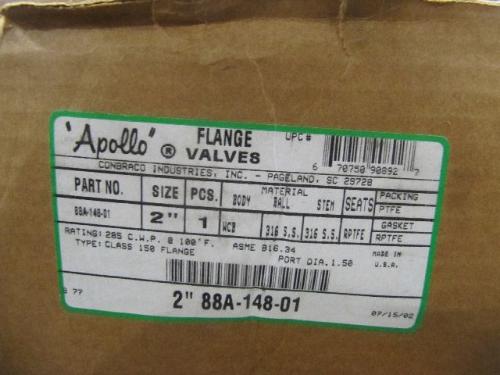 "Apollo" ® FLANGE VALVES UPC #
6 70750 90892 7
CONBRACO INDUSTRIES, INC. - PAGELAND, SC 29728
PART NO. SIZE PCS. MATERIAL BODY BALL STEM SEATS PACKING
88A-148-01 2" 1 WCB 316 S.S. 316 S.S. RPTFE PTFE
GASKET
RPTFE
RATING: 285 C.W.P. @ 100°F. ASME B16.34 MADE IN
TYPE: CLASS 150 FLANGE PORT DIA. 1.50 U.S.A.
2" 88A-148-01
07/15/02